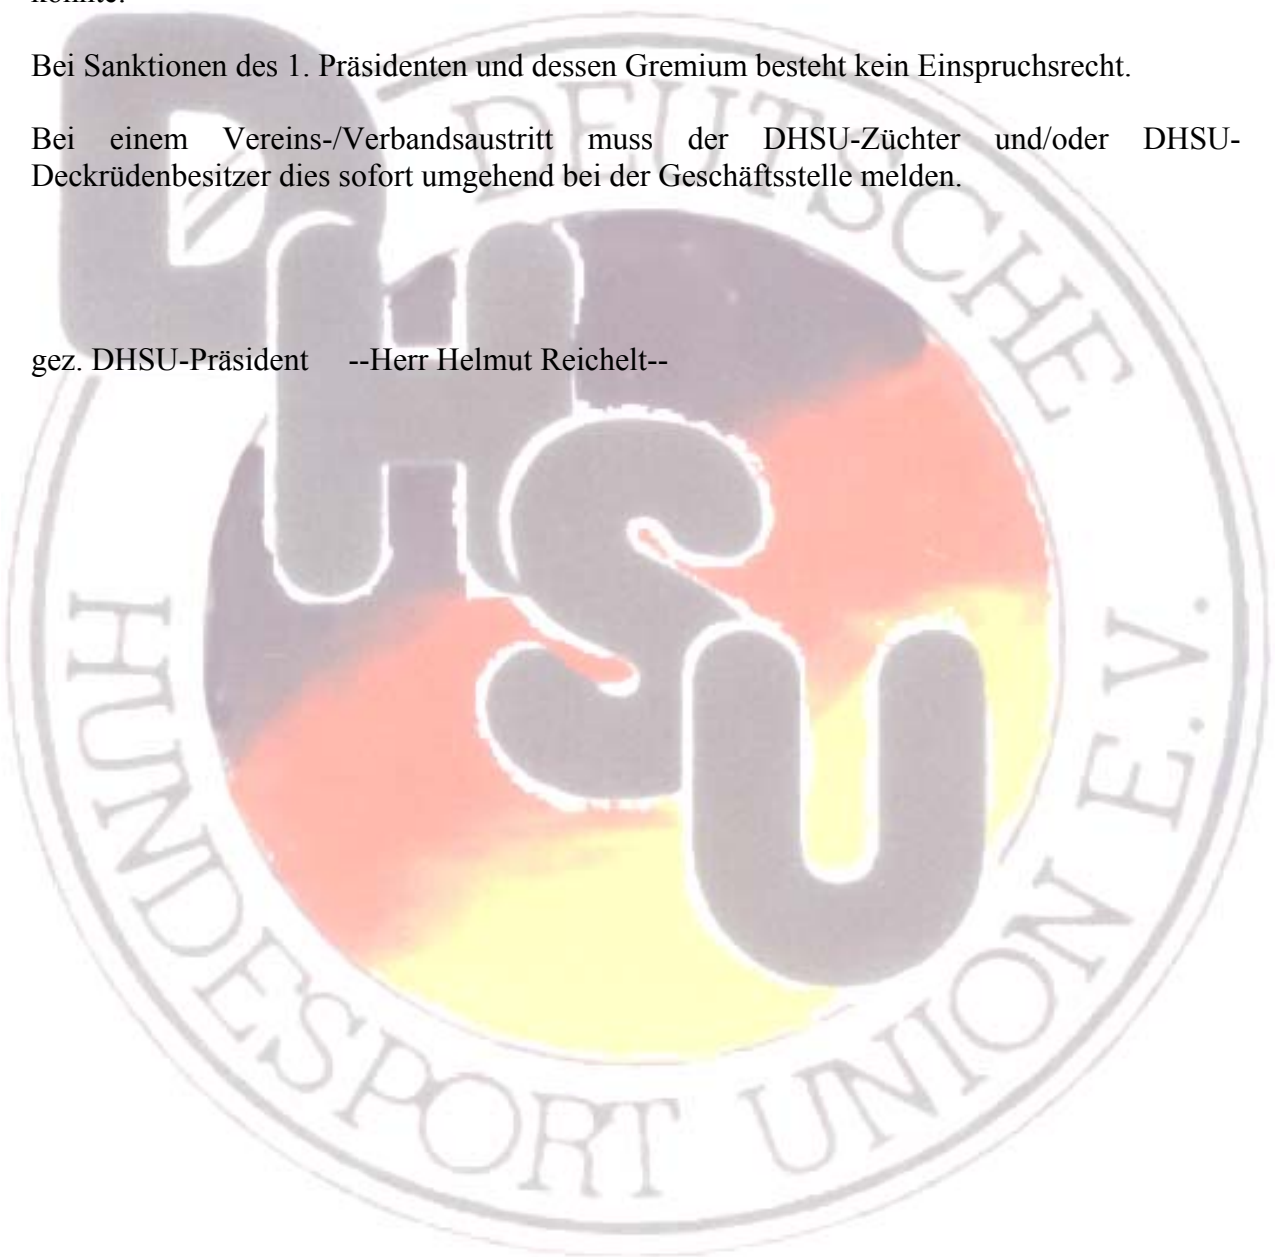 Bei Sanktionen des 1. Präsidenten und dessen Gremium besteht kein Einspruchsrecht.
Bei einem Vereins-/Verbandsaustritt muss der DHSU-Züchter und/oder DHSU-
Deckrüdenbesitzer dies sofort umgehend bei der Geschäftsstelle melden.
gez. DHSU-Präsident --Herr Helmut Reichelt--
DHSU
DEUTSCHE
HUNDESPORT UNION E.V.